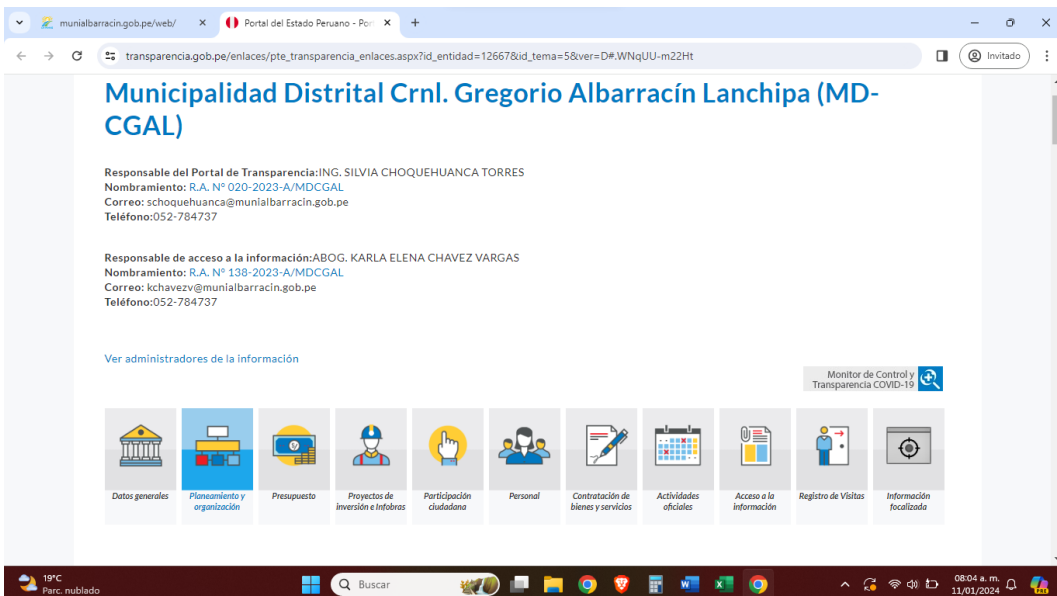 munialbarracin.gob.pe/web/
Portal del Estado Peruano - Por
transparencia.gob.pe/enlaces/pte_transparencia_enlaces.aspx?id_entidad=12667&id_tema=5&ver=D#.WNqUU-m22Ht
Invitado
Municipalidad Distrital Crnl. Gregorio Albarracín Lanchipa (MD-
CGAL)
Responsable del Portal de Transparencia:ING. SILVIA CHOQUEHUANCA TORRES
Nombramiento: R.A. Nº 020-2023-A/MDCGAL
Correo: schoquehuanca@munialbarracin.gob.pe
Teléfono:052-784737
Responsable de acceso a la información:ABOG. KARLA ELENA CHAVEZ VARGAS
Nombramiento: R.A. Nº 138-2023-A/MDCGAL
Correo: kchavezv@munialbarracin.gob.pe
Teléfono:052-784737
Ver administradores de la información
Monitor de Control y
Transparencia COVID-19
Datos generales
Planeamiento y
organización
Presupuesto
Proyectos de
inversión e Infobras
Participación
ciudadana
Personal
Contratación de
bienes y servicios
Actividades
oficiales
Acceso a la
información
Registro de Visitas
Información
focalizada
19°C
Parc. nublado
Buscar
08:04 a. m.
11/01/2024